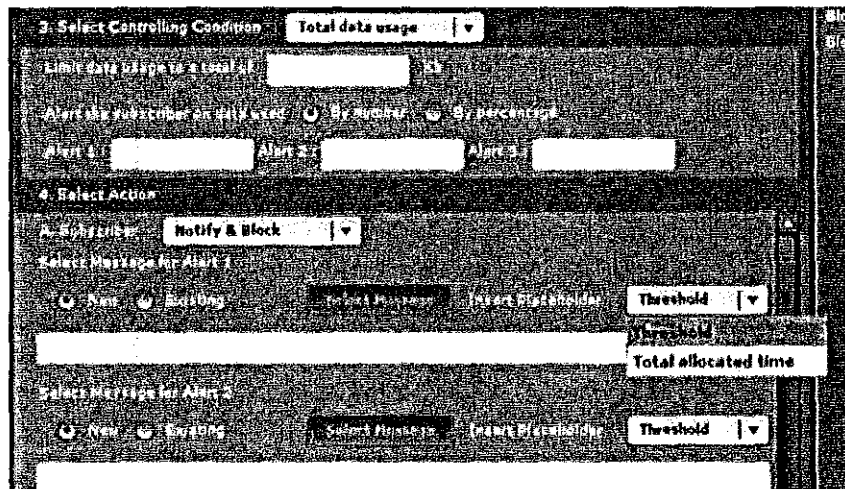 3. Select Controlling Condition Total data usage
Limit data usage to a total of Kb
Alert the subscriber on data used By Number By percentage
Alert 1 Alert 2 Alert 3
4. Select Action
A. Subscriber Notify & Block
Select Message for Alert 1
New Existing Select Message Insert Placeholder Threshold
Threshold
Total allocated time
Select Message for Alert 2
New Existing Select Message Insert Placeholder Threshold